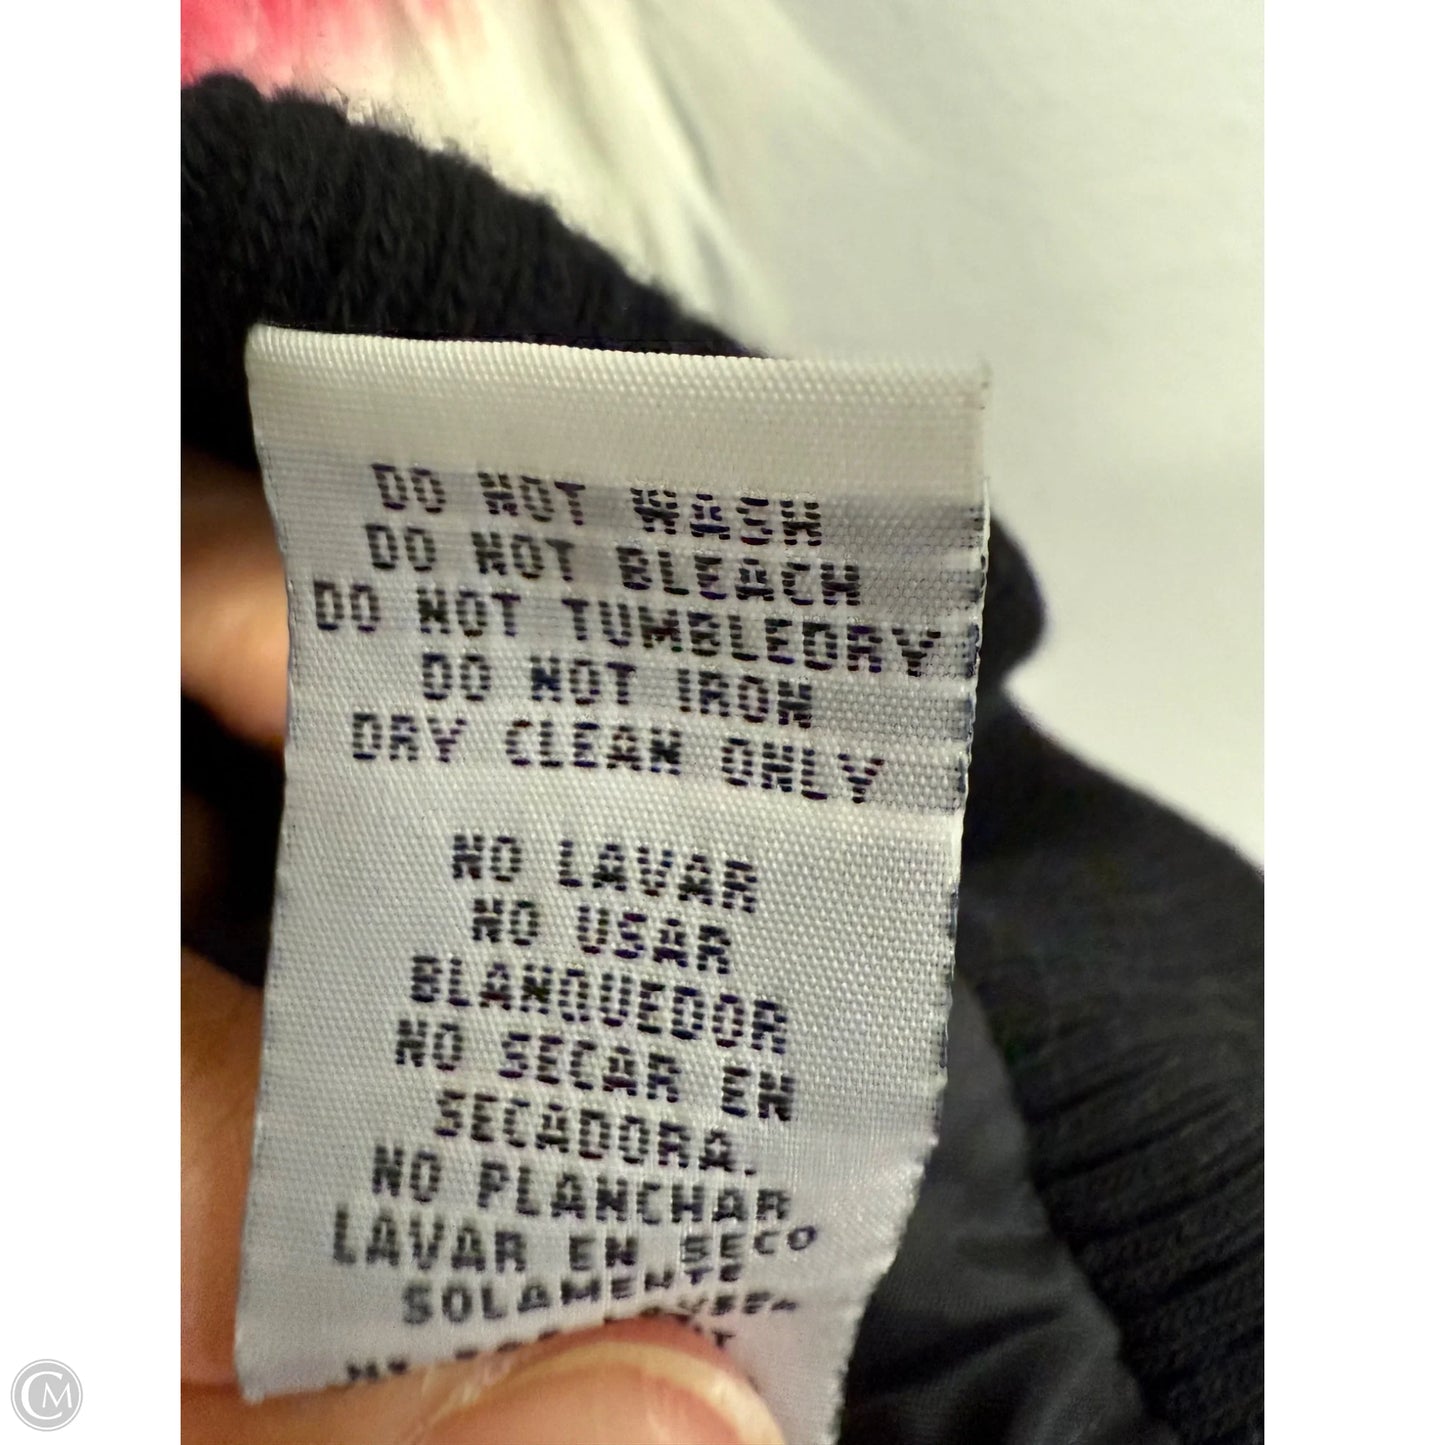 DO NOT WASH
DO NOT BLEACH
DO NOT TUMBLEDRY
DO NOT IRON
DRY CLEAN ONLY
NO LAVAR
NO USAR
BLANQUEDOR
NO SECAR EN
SECADORA.
NO PLANCHAR
LAVAR EN SECO
SOLAMENTE
CM